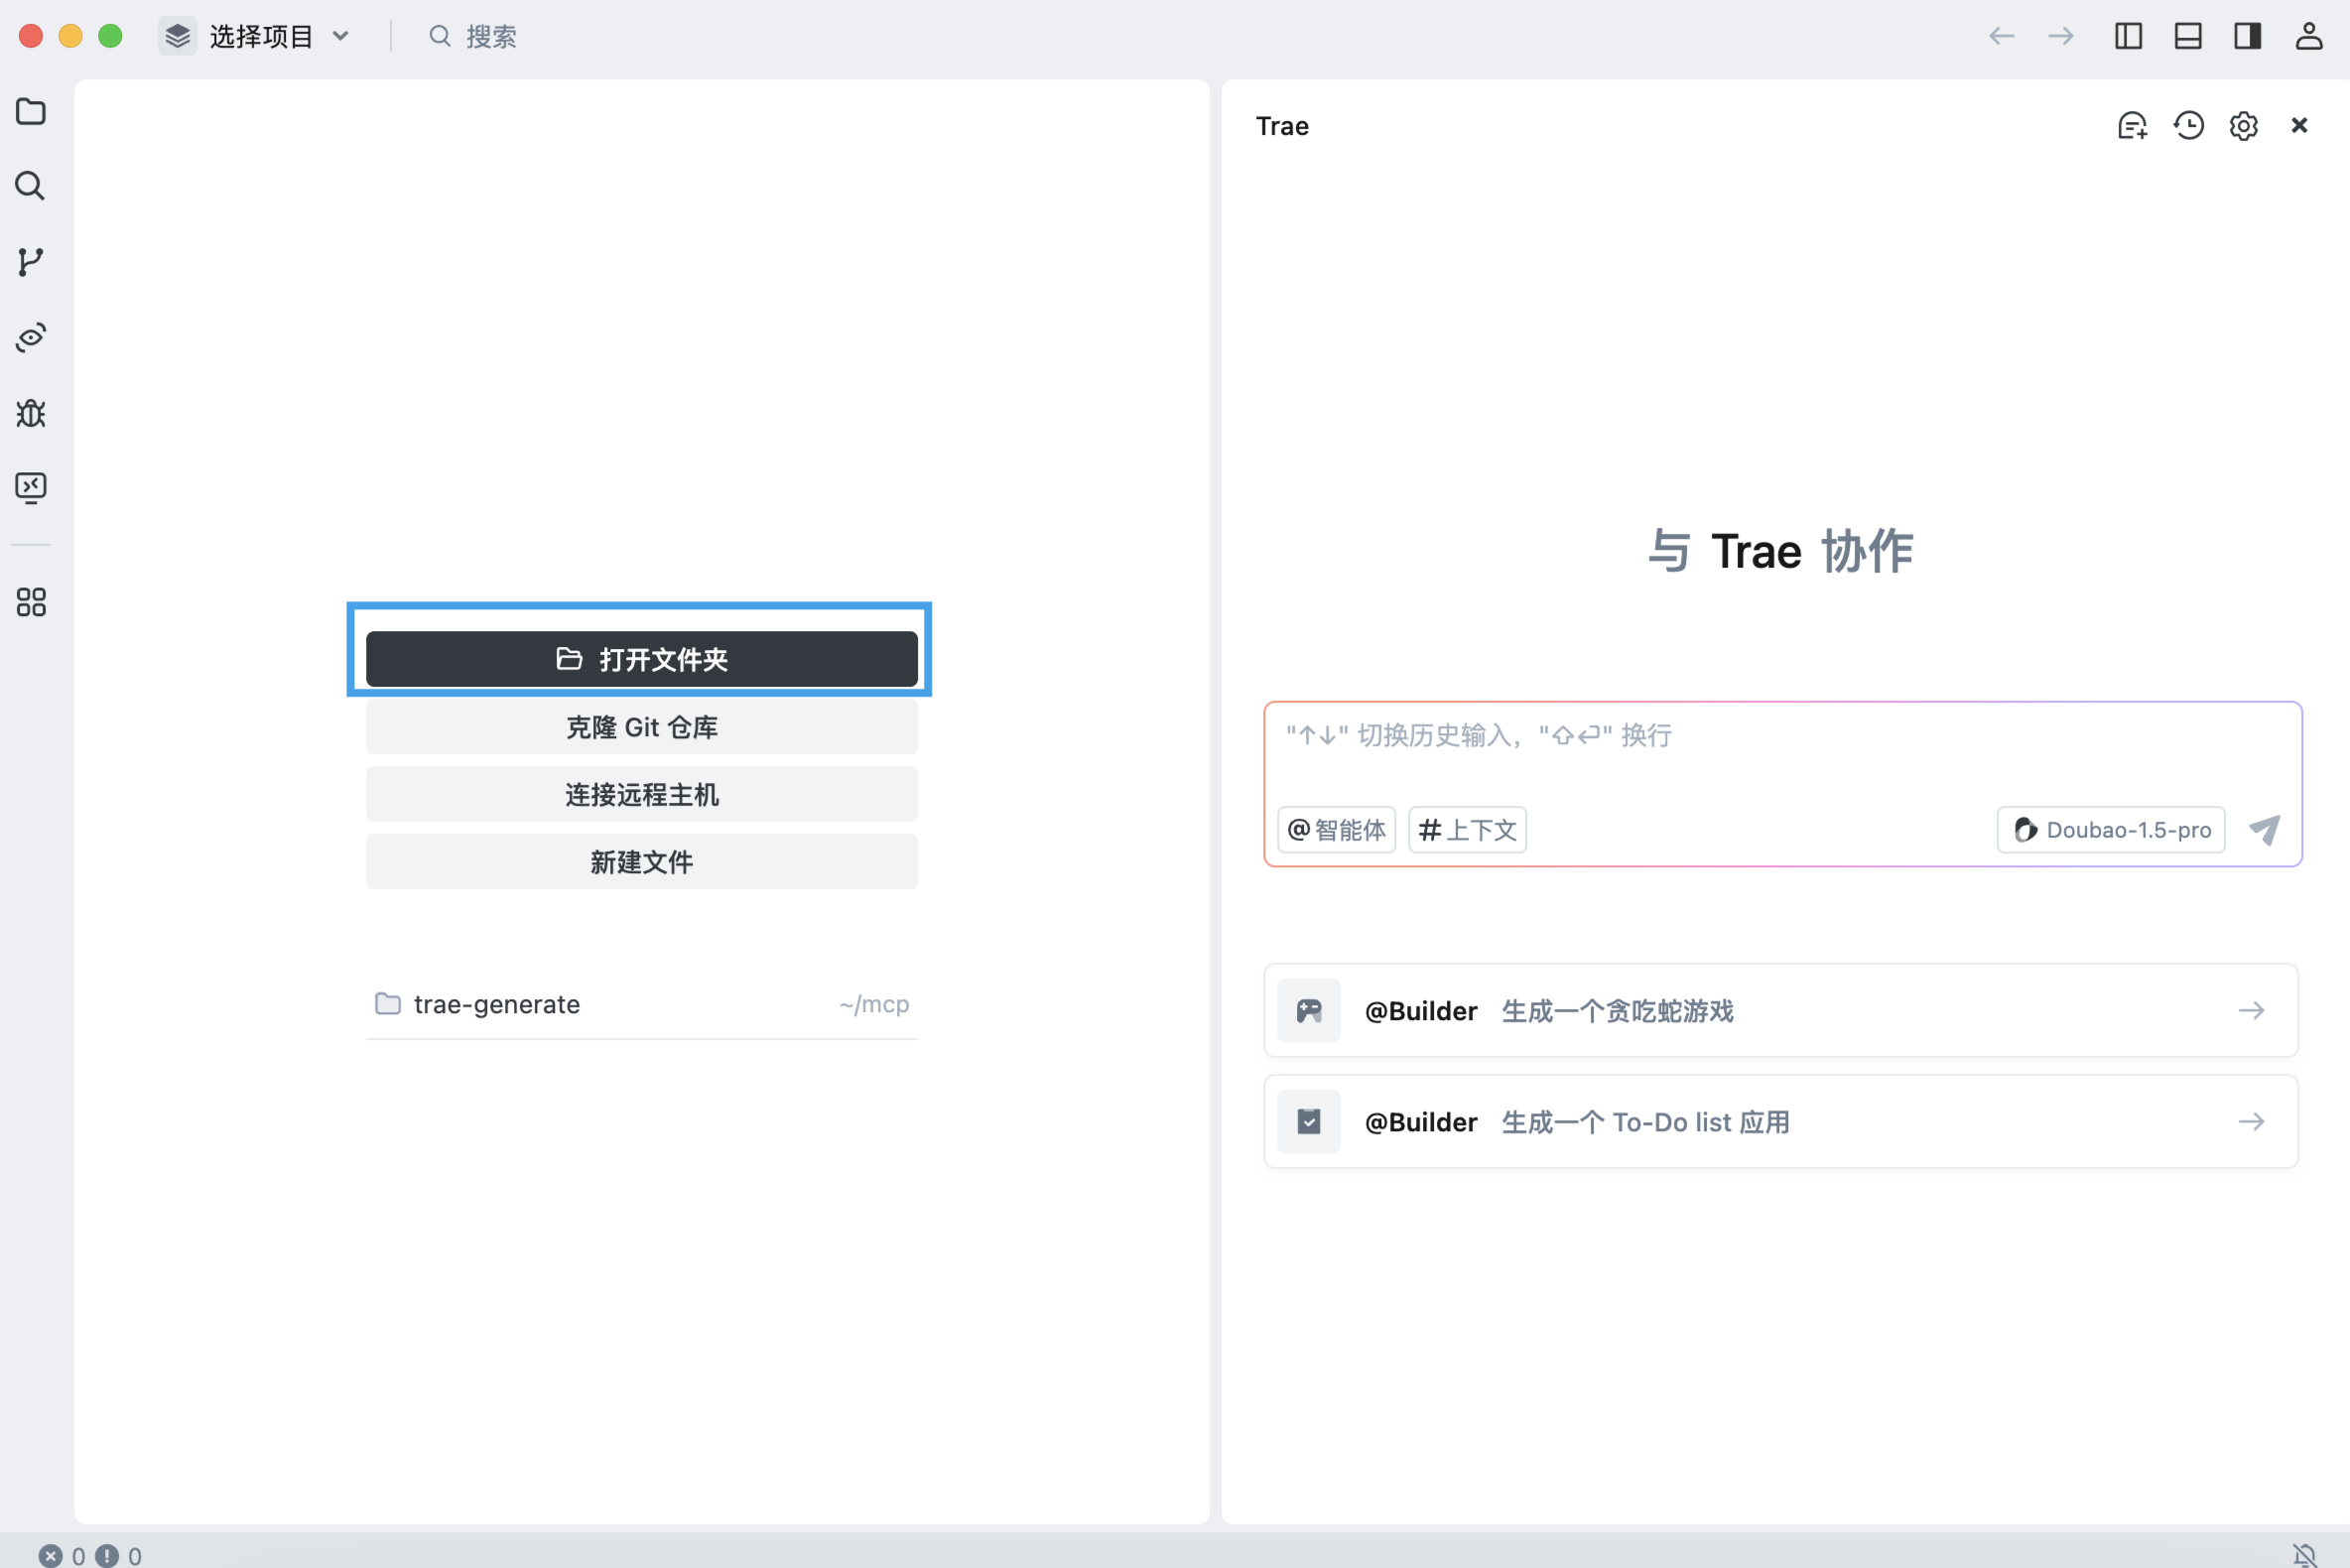 选择项目
搜索
打开文件夹
克隆 Git 仓库
连接远程主机
新建文件
trae-generate ~/mcp
Trae
与 Trae 协作
"↑↓" 切换历史输入，"⇧⏎" 换行
@ 智能体 # 上下文 Doubao-1.5-pro
@Builder 生成一个贪吃蛇游戏
@Builder 生成一个 To-Do list 应用
0 0